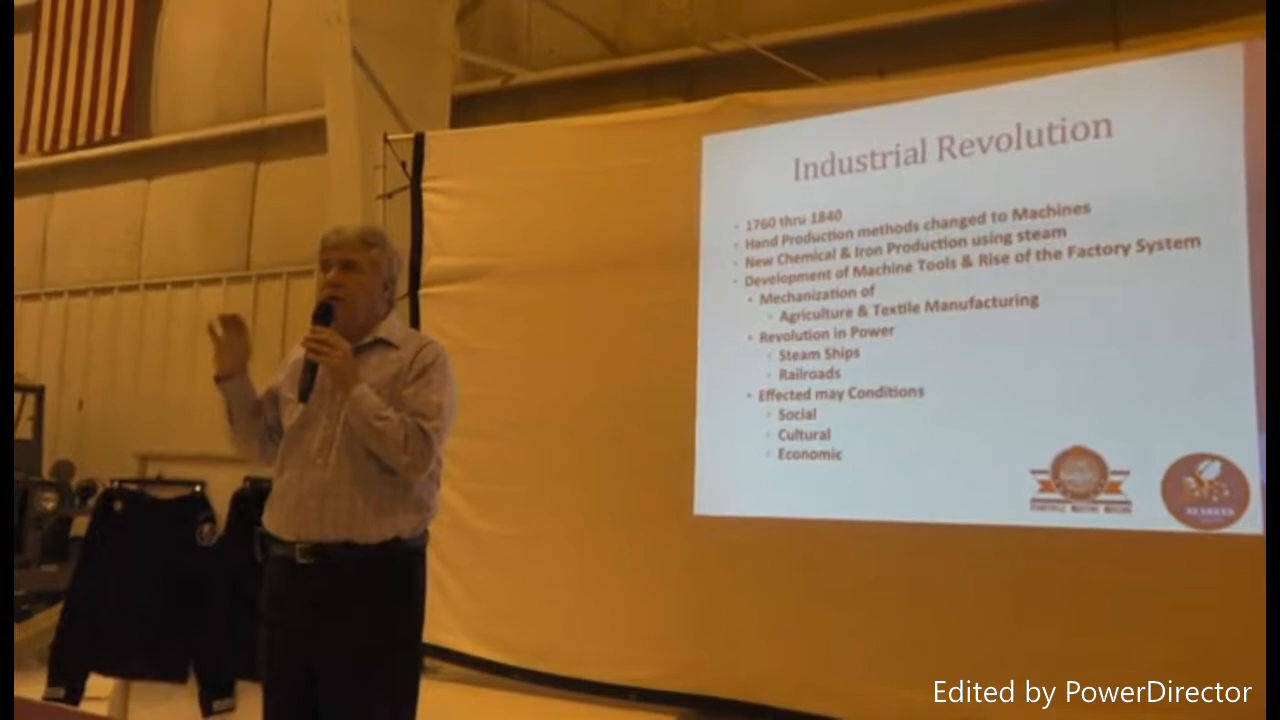 Industrial Revolution
1760 thru 1840
Hand Production methods changed to Machines
New Chemical & Iron Production using steam
Development of Machine Tools & Rise of the Factory System
Mechanization of
Agriculture & Textile Manufacturing
Revolution in Power
Steam Ships
Railroads
Effected may Conditions
Social
Cultural
Economic
SEABEES
Edited by PowerDirector